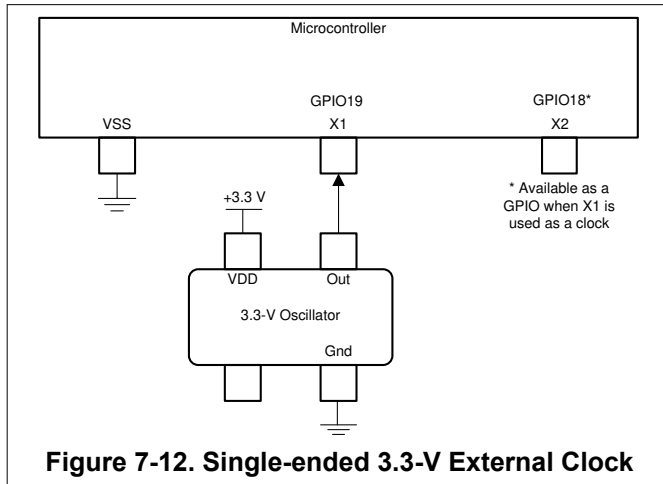 Microcontroller
GPIO19
GPIO18*
VSS
X1
X2
* Available as a
GPIO when X1 is
used as a clock
+3.3 V
VDD
Out
3.3-V Oscillator
Gnd
Figure 7-12. Single-ended 3.3-V External Clock